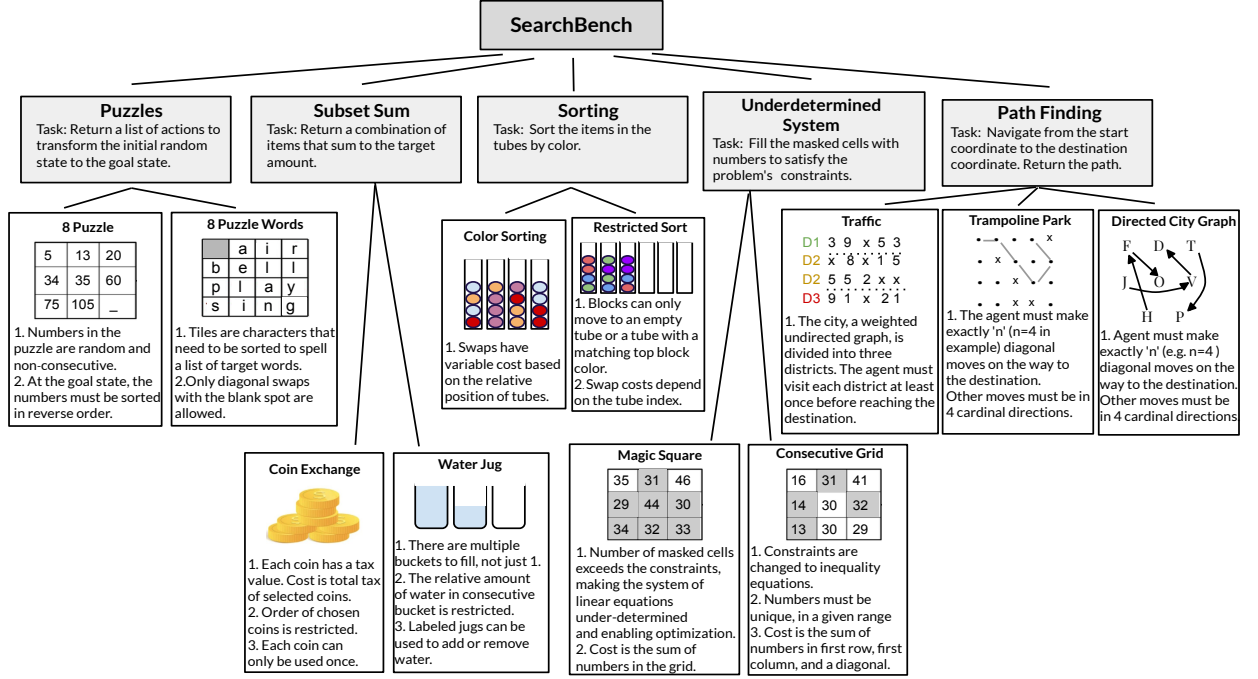 SearchBench
Puzzles
Task: Return a list of actions to
transform the initial random
state to the goal state.
Subset Sum
Task: Return a combination of
items that sum to the target
amount.
Sorting
Task: Sort the items in the
tubes by color.
Underdetermined
System
Task: Fill the masked cells with
numbers to satisfy the
problem's constraints.
Path Finding
Task: Navigate from the start
coordinate to the destination
coordinate. Return the path.
8 Puzzle
5 13 20
34 35 60
75 105 _
1. Numbers in the
puzzle are random and
non-consecutive.
2. At the goal state, the
numbers must be sorted
in reverse order.
8 Puzzle Words
a i r
b e l l
p l a y
s i n g
1. Tiles are characters that
need to be sorted to spell
a list of target words.
2.Only diagonal swaps
with the blank spot are
allowed.
Color Sorting
1. Swaps have
variable cost based
on the relative
position of tubes.
Restricted Sort
1. Blocks can only
move to an empty
tube or a tube with a
matching top block
color.
2.Swap costs depend
on the tube index.
Traffic
D1 3 9 x 5 3
D2 x 8 x 1 5
D2 5 5 2 x x
D3 9 1 x 2 1
1. The city, a weighted
undirected graph, is
divided into three
districts. The agent must
visit each district at least
once before reaching the
destination.
Trampoline Park
x
x
x
x x
1. The agent must make
exactly 'n' (n=4 in
example) diagonal
moves on the way to
the destination.
Other moves must be in
4 cardinal directions.
Directed City Graph
F D T
J O V
H P
1. Agent must make
exactly 'n' (e.g. n=4 )
diagonal moves on the
way to the destination.
Other moves must be
in 4 cardinal directions
Coin Exchange
1. Each coin has a tax
value. Cost is total tax
of selected coins.
2. Order of chosen
coins is restricted.
3. Each coin can
only be used once.
Water Jug
1. There are multiple
buckets to fill, not just 1.
2. The relative amount
of water in consecutive
bucket is restricted.
3. Labeled jugs can be
used to add or remove
water.
Magic Square
35 31 46
29 44 30
34 32 33
1. Number of masked cells
exceeds the constraints,
making the system of
linear equations
under-determined
and enabling optimization.
2. Cost is the sum of
numbers in the grid.
Consecutive Grid
16 31 41
14 30 32
13 30 29
1. Constraints are
changed to inequality
equations.
2. Numbers must be
unique, in a given range
3. Cost is the sum of
numbers in first row, first
column, and a diagonal.